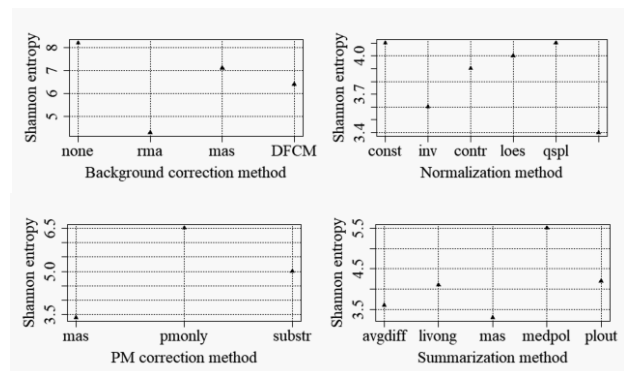 Shannon entropy
8
7
6
5
none rma mas DFCM
Background correction method
Shannon entropy
4.0
3.7
3.4
const inv contr loes qspl
Normalization method
Shannon entropy
6.5
5.0
3.5
mas pmonly substr
PM correction method
Shannon entropy
5.5
4.5
3.5
avgdiff livong mas medpol plout
Summarization method